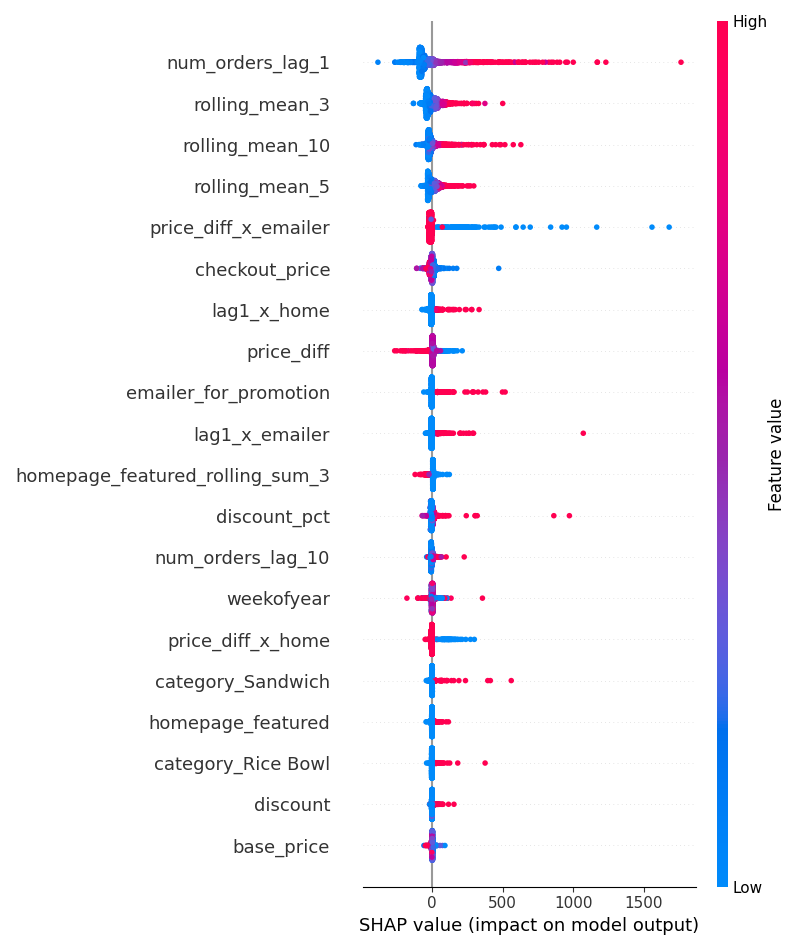 High
num_orders_lag_1
rolling_mean_3
rolling_mean_10
rolling_mean_5
price_diff_x_emailer
checkout_price
lag1_x_home
price_diff
emailer_for_promotion
lag1_x_emailer
homepage_featured_rolling_sum_3
discount_pct
num_orders_lag_10
weekofyear
price_diff_x_home
category_Sandwich
homepage_featured
category_Rice Bowl
discount
base_price
Feature value
Low
0 500 1000 1500
SHAP value (impact on model output)